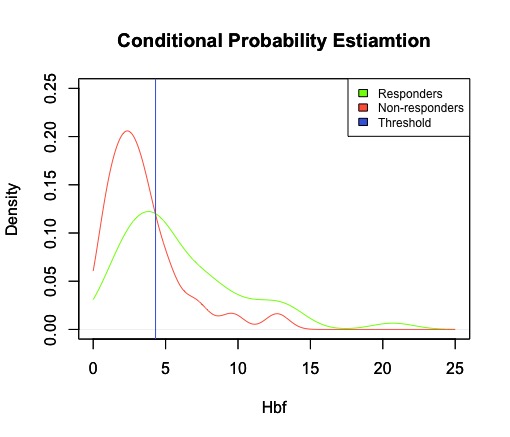 Conditional Probability Estiamtion
Responders
Non-responders
Threshold
Density
0.25
0.20
0.15
0.10
0.05
0.00
0 5 10 15 20 25
Hbf